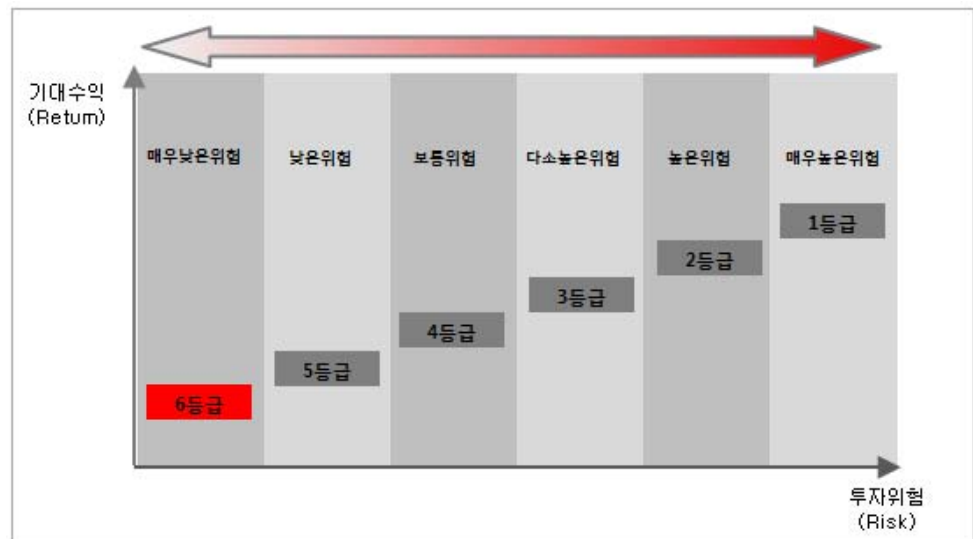 기대수익
(Return)
매우낮은위험 낮은위험 보통위험 다소높은위험 높은위험 매우높은위험
1등급
2등급
3등급
4등급
5등급
6등급
투자위험
(Risk)